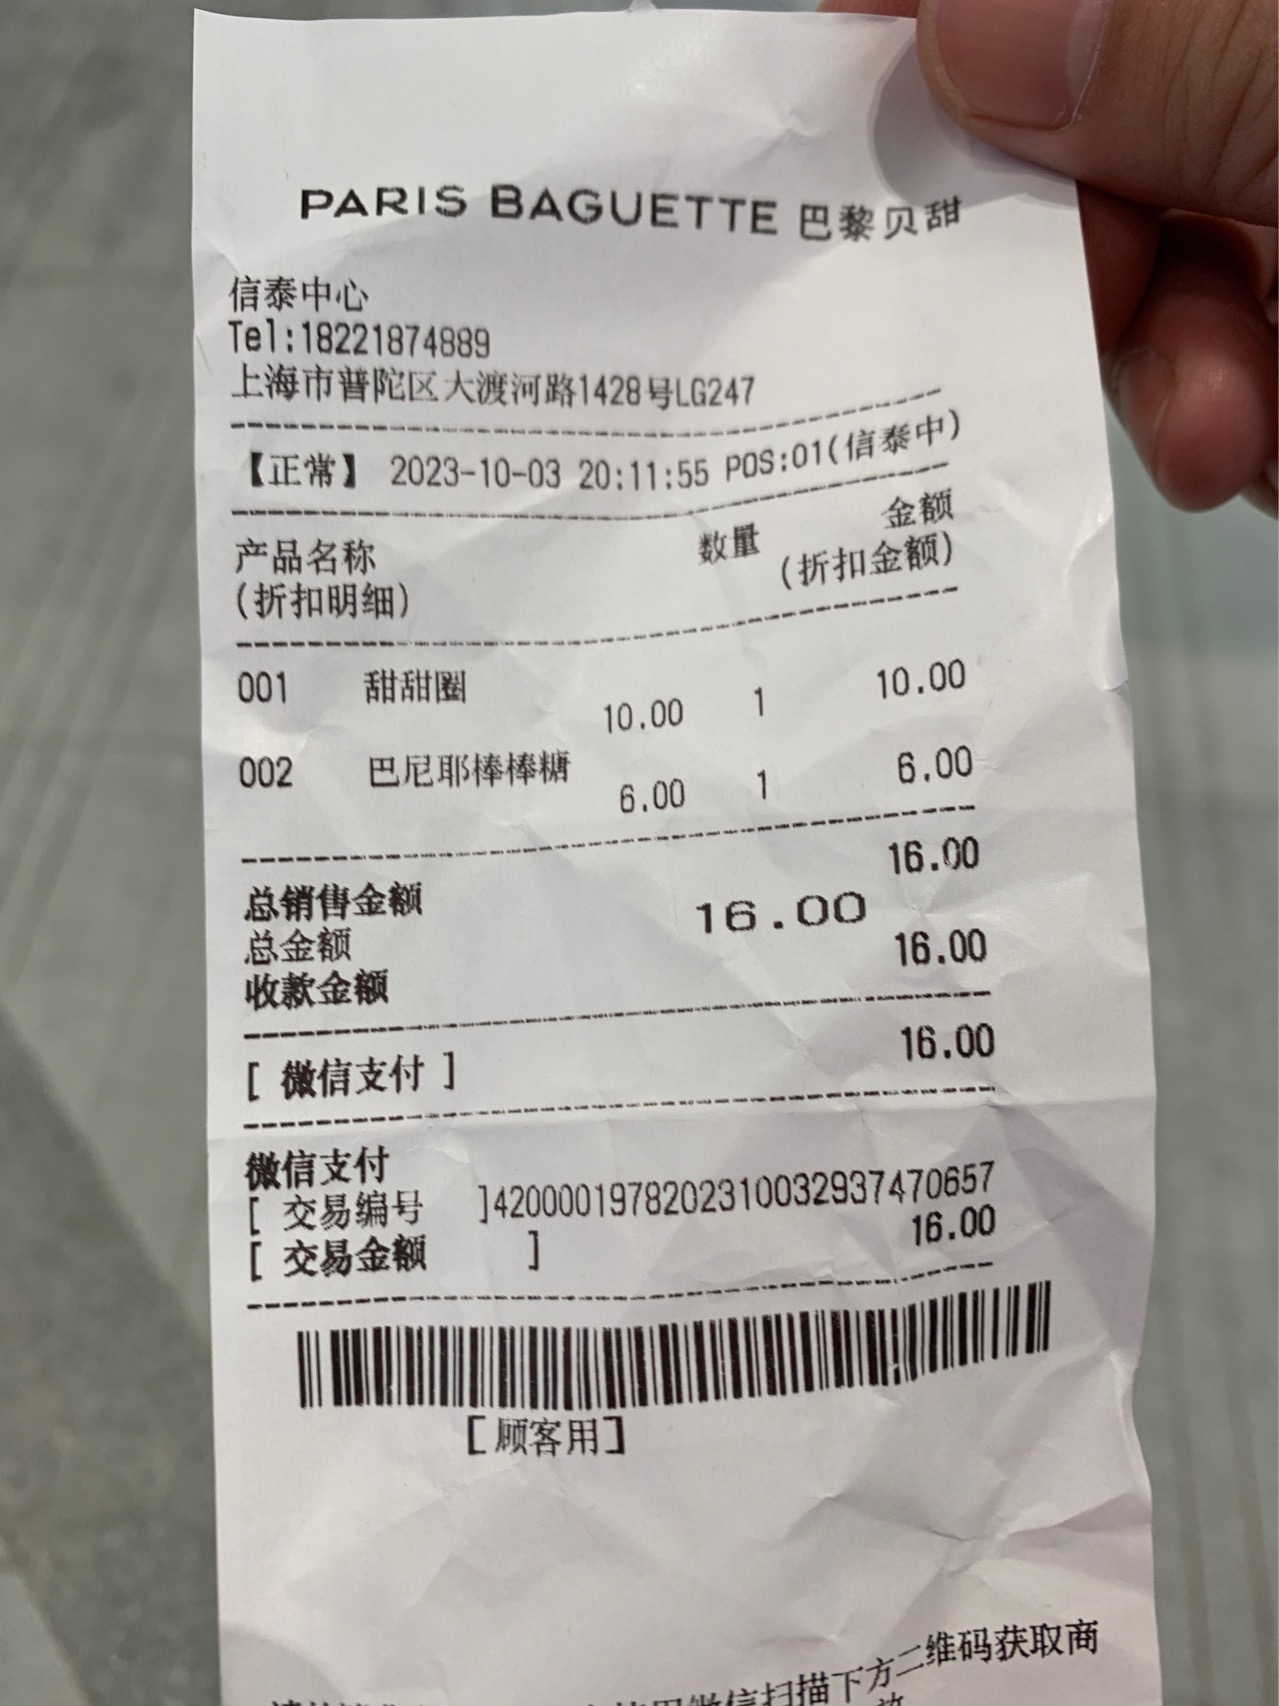 PARIS BAGUETTE 巴黎贝甜
信泰中心
Tel:18221874889
上海市普陀区大渡河路1428号LG247
【正常】 2023-10-03 20:11:55 POS:01(信泰中)
产品名称 数量 金额
(折扣明细) (折扣金额)
001 甜甜圈 10.00 1 10.00
002 巴尼耶棒棒糖 6.00 1 6.00
总销售金额 16.00
总金额 16.00
收款金额 16.00
[ 微信支付 ] 16.00
微信支付
[ 交易编号 ]4200001978202310032937470657
[ 交易金额 ] 16.00
[顾客用]
微信扫描下方二维码获取商